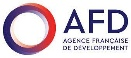 AFD
AGENCE FRANÇAISE
DE DÉVELOPPEMENT